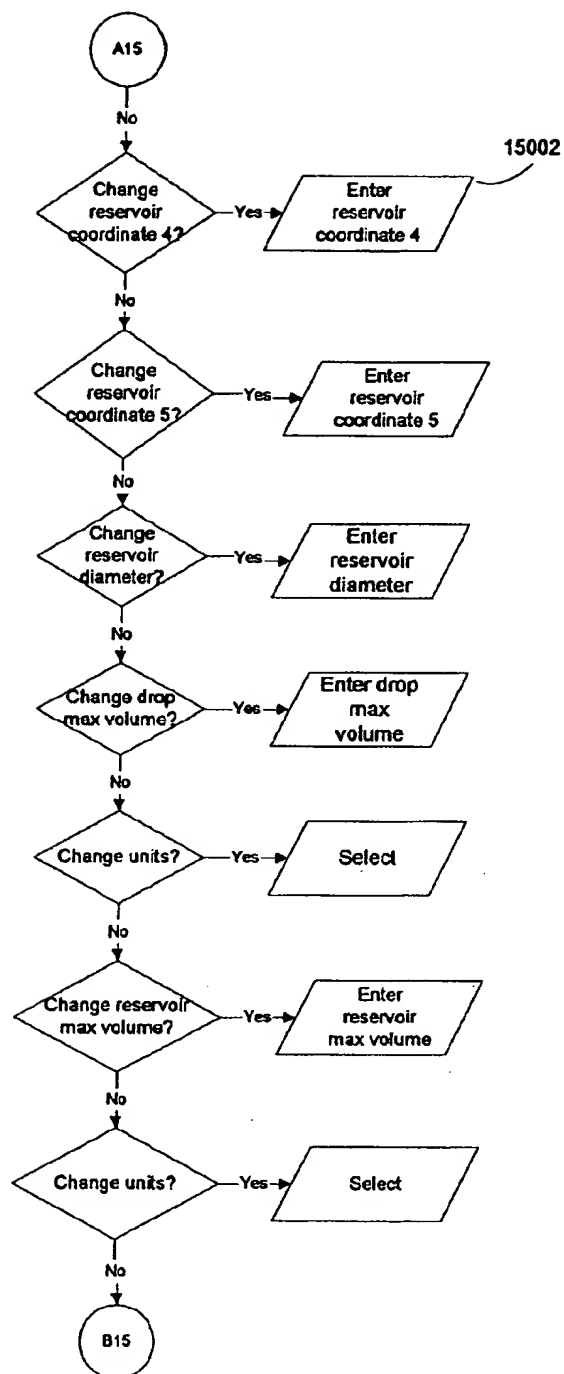 A15
No
15002
Change
reservoir
coordinate 4?
Yes
Enter
reservoir
coordinate 4
No
Change
reservoir
coordinate 5?
Yes
Enter
reservoir
coordinate 5
No
Change
reservoir
diameter?
Yes
Enter
reservoir
diameter
No
Change drop
max volume?
Yes
Enter drop
max
volume
No
Change units?
Yes
Select
No
Change reservoir
max volume?
Yes
Enter
reservoir
max volume
No
Change units?
Yes
Select
No
B15